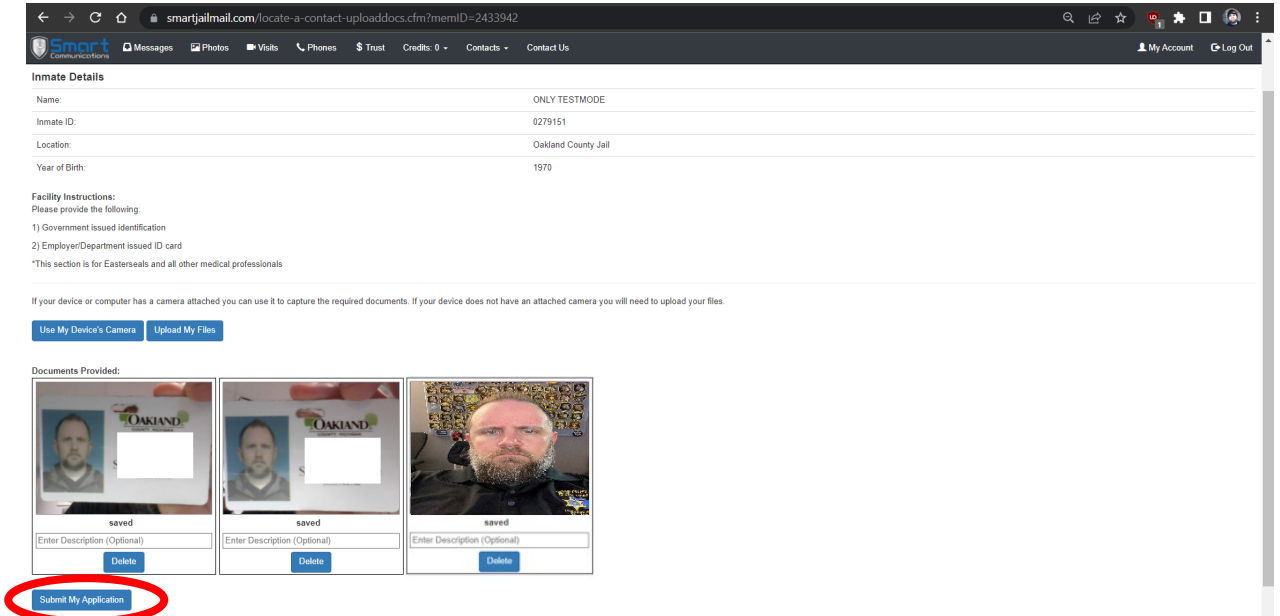 smartjailmail.com/locate-a-contact-uploaddocs.cfm?memID=2433942
Smart Communications Messages Photos Visits Phones $ Trust Credits: 0 Contacts Contact Us My Account Log Out
Inmate Details
Name: ONLY TESTMODE
Inmate ID: 0279151
Location: Oakland County Jail
Year of Birth: 1970
Facility Instructions:
Please provide the following:
1) Government issued identification
2) Employer/Department issued ID card
*This section is for Easterseals and all other medical professionals
If your device or computer has a camera attached you can use it to capture the required documents. If your device does not have an attached camera you will need to upload your files.
Use My Device's Camera Upload My Files
Documents Provided:
OAKLAND OAKLAND
saved saved saved
Enter Description (Optional) Enter Description (Optional) Enter Description (Optional)
Delete Delete Delete
Submit My Application